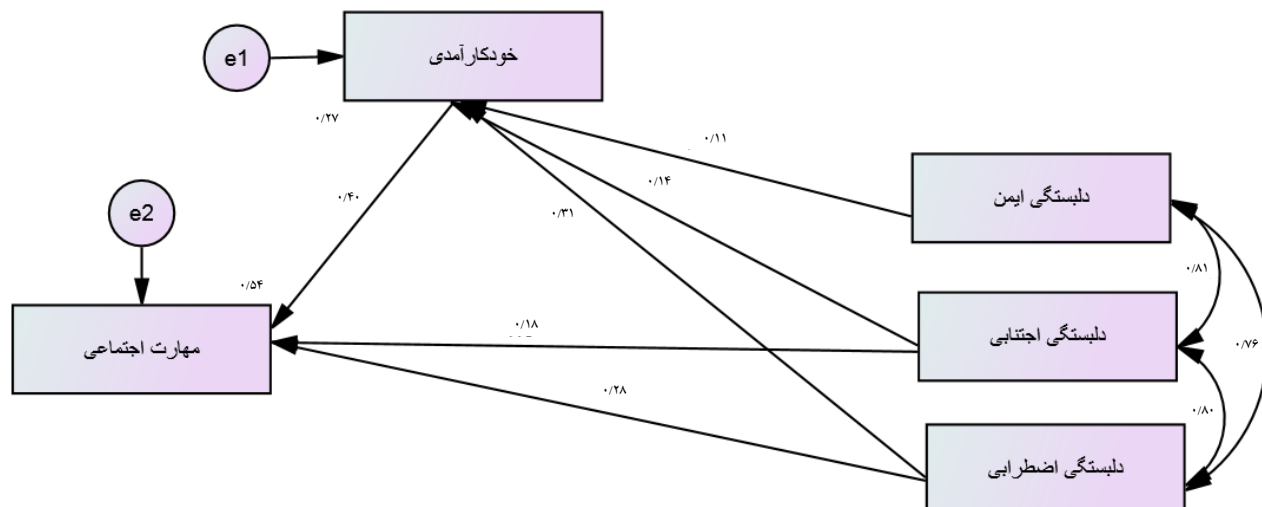 خودکارآمدی
e1
۰/۲۷
۰/۱۱
۰/۱۴
۰/۴۰
۰/۳۱
دلبستگی ایمن
e2
۰/۸۱
۰/۵۴
۰/۱۸
مهارت اجتماعی
دلبستگی اجتنابی
۰/۷۶
۰/۲۸
۰/۸۰
دلبستگی اضطرابی